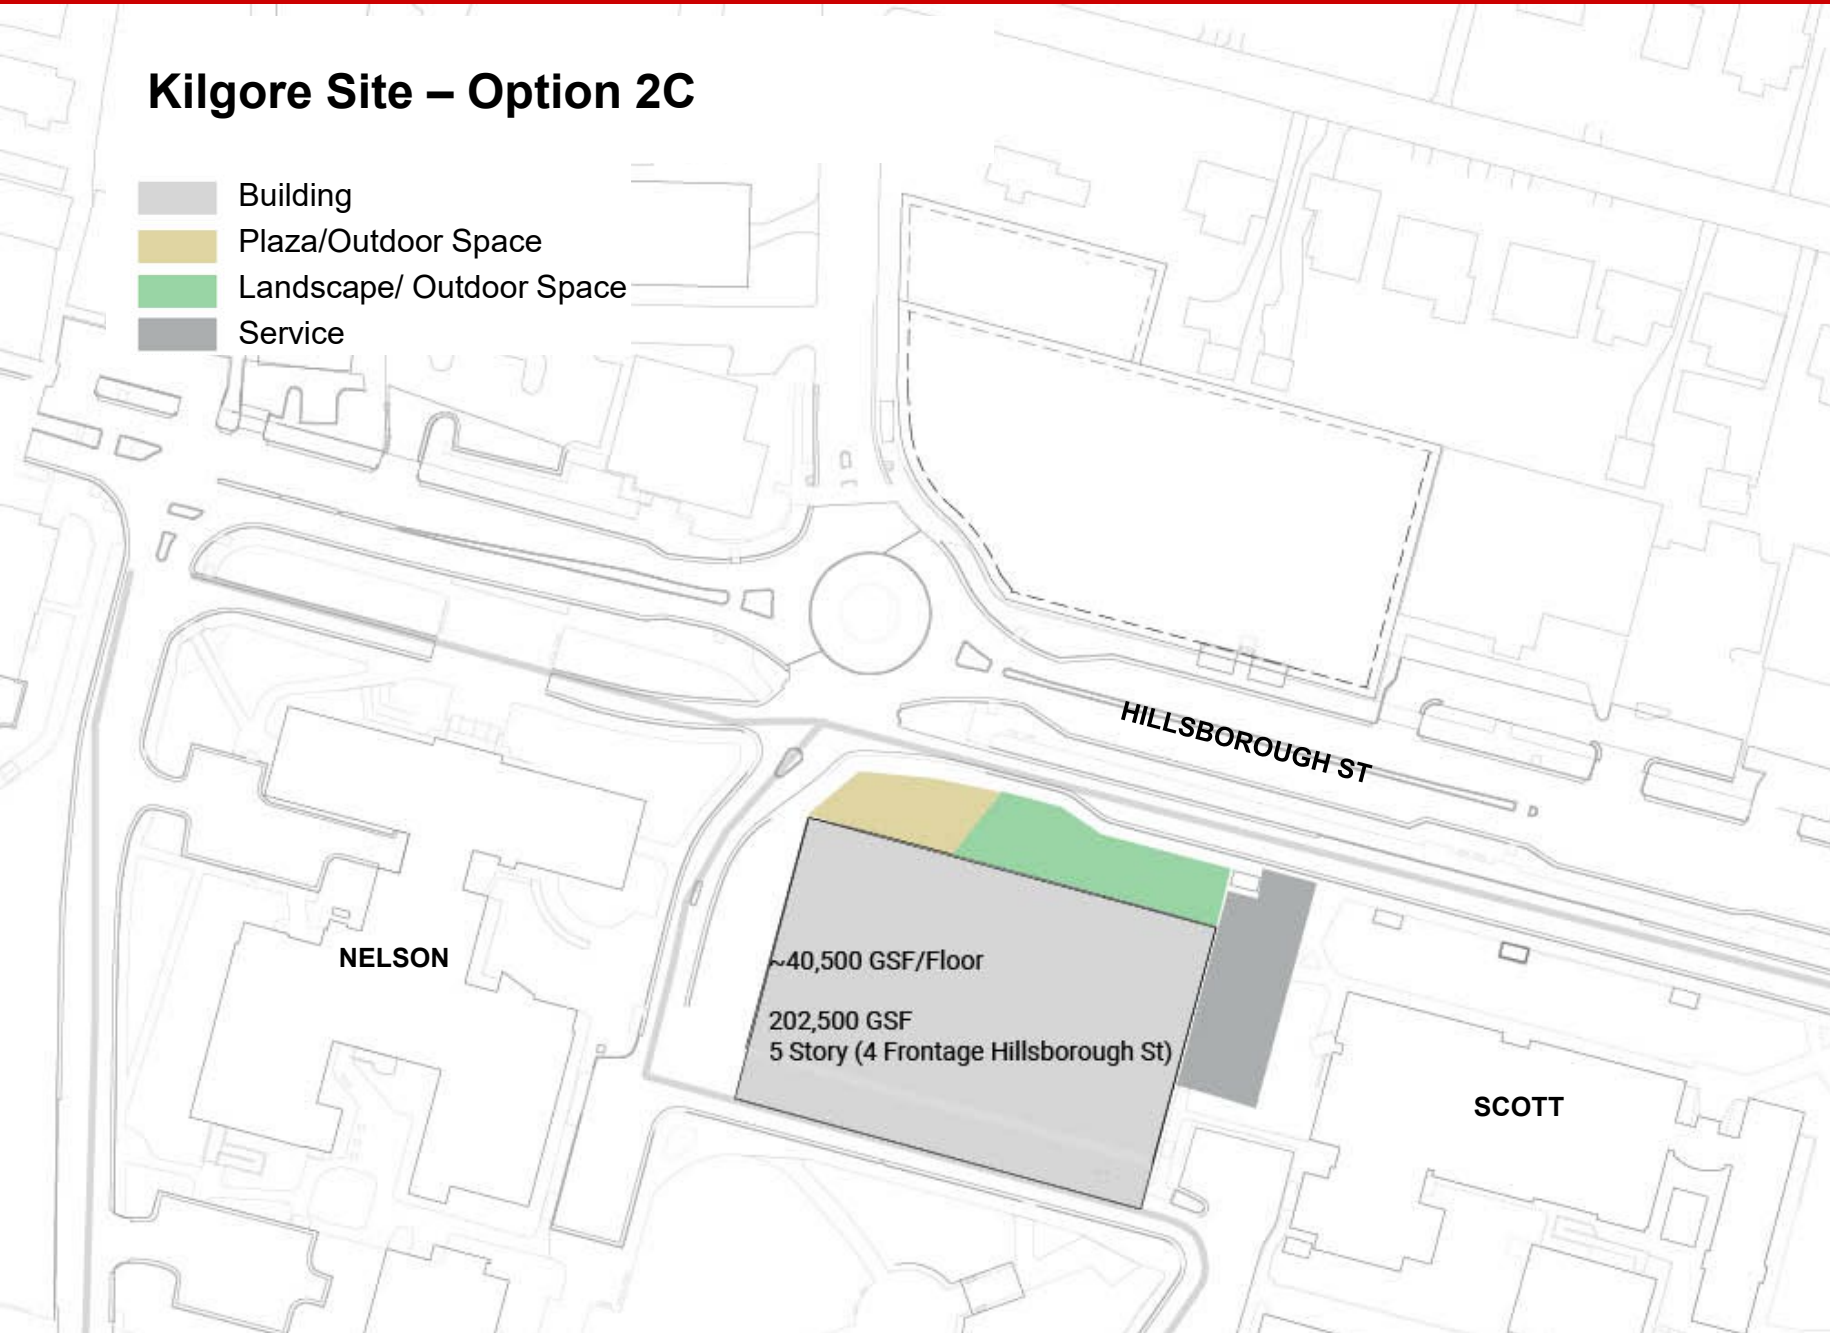 Kilgore Site – Option 2C
Building
Plaza/Outdoor Space
Landscape/ Outdoor Space
Service
HILLSBOROUGH ST
NELSON
~40,500 GSF/Floor
202,500 GSF
5 Story (4 Frontage Hillsborough St)
SCOTT